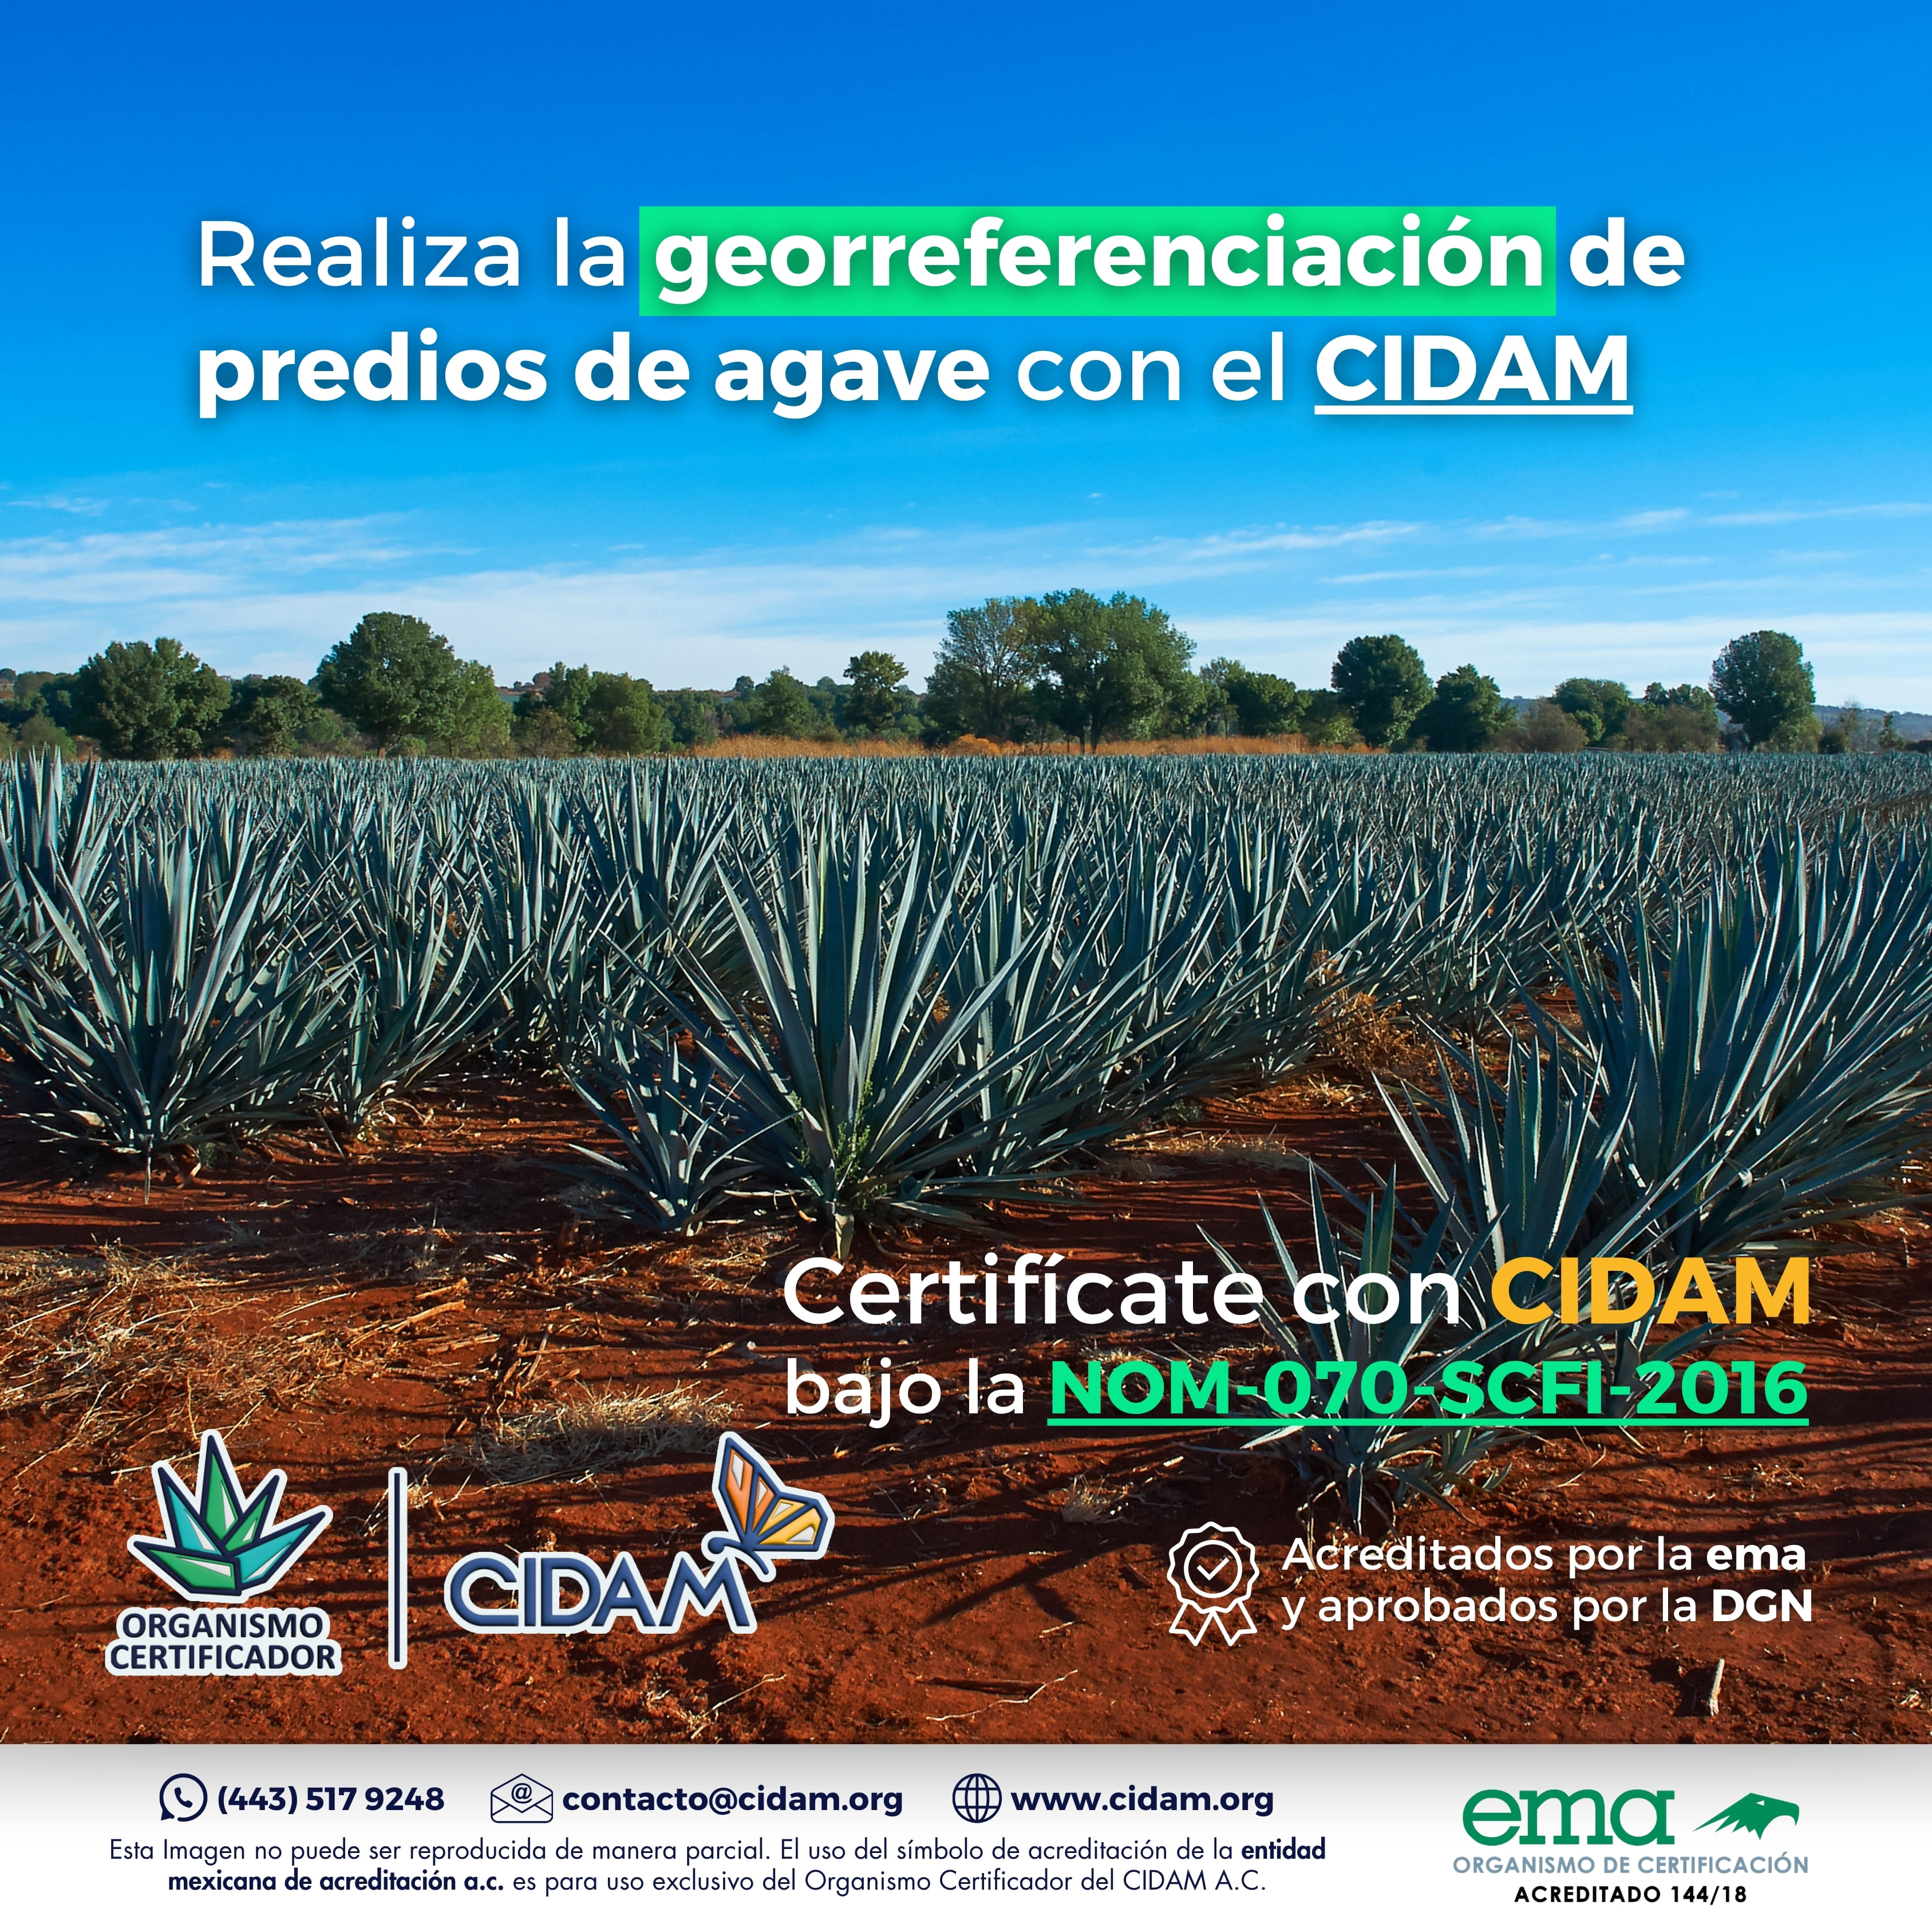 Realiza la georreferenciación de
predios de agave con el CIDAM
Certifícate con CIDAM
bajo la NOM-070-SCFI-2016
ORGANISMO
CERTIFICADOR
CIDAM
Acreditados por la ema
y aprobados por la DGN
(443) 517 9248
contacto@cidam.org
www.cidam.org
Esta Imagen no puede ser reproducida de manera parcial. El uso del símbolo de acreditación de la entidad
mexicana de acreditación a.c. es para uso exclusivo del Organismo Certificador del CIDAM A.C.
ema
ORGANISMO DE CERTIFICACIÓN
ACREDITADO 144/18